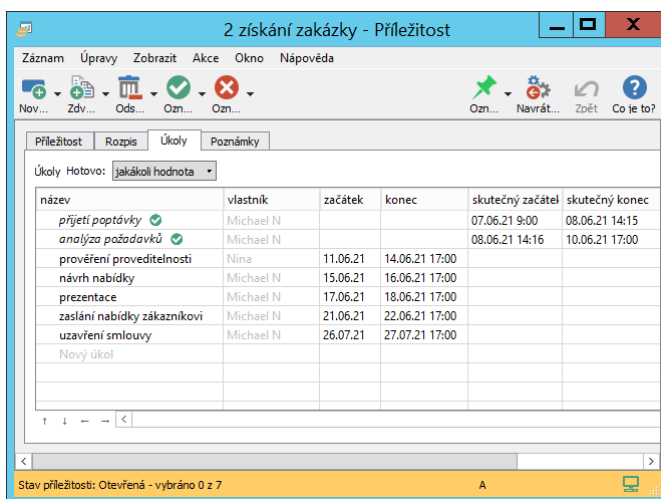 2 získání zakázky - Příležitost
Záznam Úpravy Zobrazit Akce Okno Nápověda
Nov... Zdv... Ods... Ozn... Ozn... Ozn... Navrát... Zpět Co je to?
Příležitost Rozpis Úkoly Poznámky
Úkoly Hotovo: jakákoli hodnota
název vlastník začátek konec skutečný začátek skutečný konec
přijetí poptávky Michael N 07.06.21 9:00 08.06.21 14:15
analýza požadavků Michael N 08.06.21 14:16 10.06.21 17:00
prověření proveditelnosti Nina 11.06.21 14.06.21 17:00
návrh nabídky Michael N 15.06.21 16.06.21 17:00
prezentace Michael N 17.06.21 18.06.21 17:00
zaslání nabídky zákazníkovi Michael N 21.06.21 22.06.21 17:00
uzavření smlouvy Michael N 26.07.21 27.07.21 17:00
Nový úkol
Stav příležitosti: Otevřená - vybráno 0 z 7 A